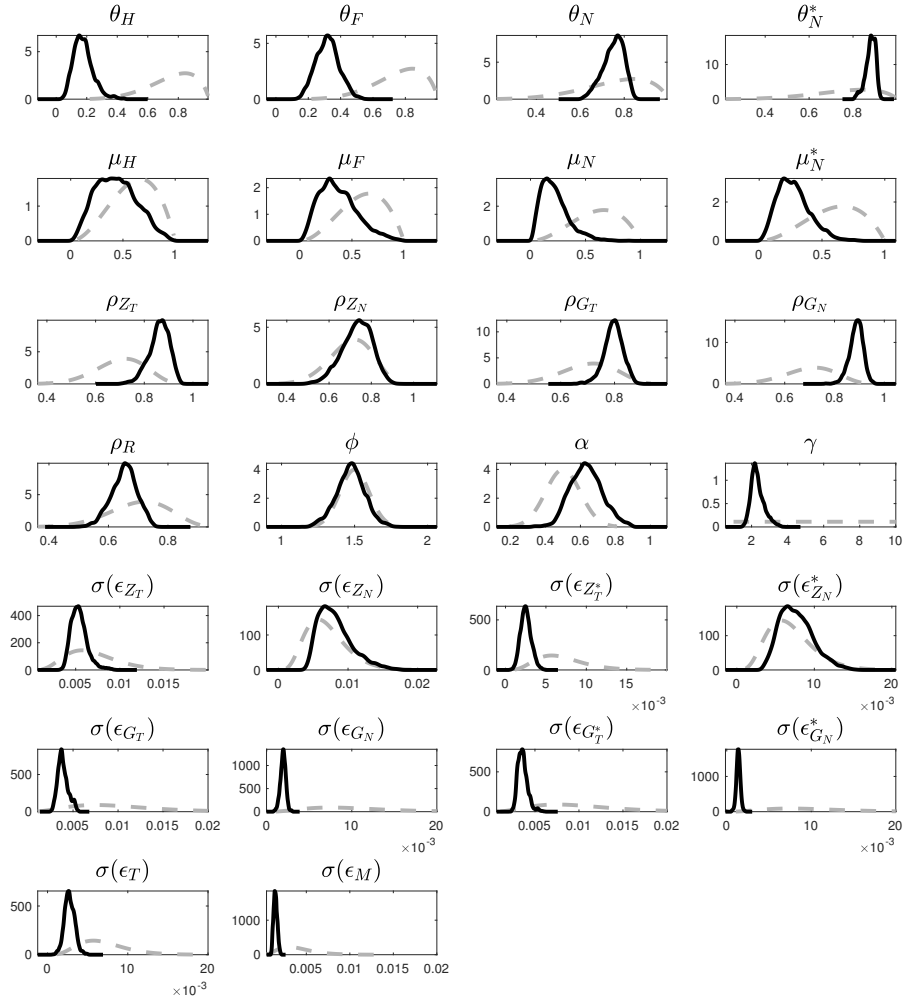 θ_H θ_F θ_N θ_N^*
5 0 5 0 5 0 10 0
0 0.2 0.4 0.6 0.8 0 0.2 0.4 0.6 0.8 0.4 0.6 0.8 0.4 0.6 0.8
μ_H μ_F μ_N μ_N^*
1 0 2 1 0 2 0 2 0
0 0.5 1 0 0.5 1 0 0.5 1 0 0.5 1
ρ_{Z_T} ρ_{Z_N} ρ_{G_T} ρ_{G_N}
5 0 5 0 10 5 0 10 0
0.4 0.6 0.8 1 0.4 0.6 0.8 1 0.4 0.6 0.8 0.4 0.6 0.8 1
ρ_R φ α γ
5 0 4 2 0 4 2 0 1 0.5 0
0.4 0.6 0.8 1 1.5 2 0.2 0.4 0.6 0.8 1 2 4 6 8 10
σ(ε_{Z_T}) σ(ε_{Z_N}) σ(ε_{Z_T^*}) σ(ε_{Z_N}^*)
400 200 0 100 0 500 0 100 0
0.005 0.01 0.015 0 0.01 0.02 0 5 10 15 0 10 20
×10^{-3} ×10^{-3}
σ(ε_{G_T}) σ(ε_{G_N}) σ(ε_{G_T^*}) σ(ε_{G_N}^*)
500 0 1000 500 0 500 0 1000 0
0.005 0.01 0.015 0.02 0 10 20 0.005 0.01 0.015 0.02 0 10 20
×10^{-3} ×10^{-3}
σ(ε_T) σ(ε_M)
500 0 1000 0
0 10 20 0.005 0.01 0.015 0.02
×10^{-3}